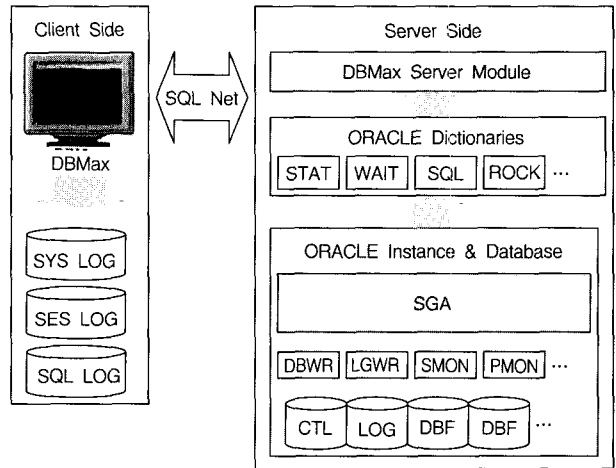 Client Side
DBMax
SYS LOG
SES LOG
SQL LOG
SQL Net
Server Side
DBMax Server Module
ORACLE Dictionaries
STAT WAIT SQL ROCK ...
ORACLE Instance & Database
SGA
DBWR LGWR SMON PMON ...
CTL LOG DBF DBF ...